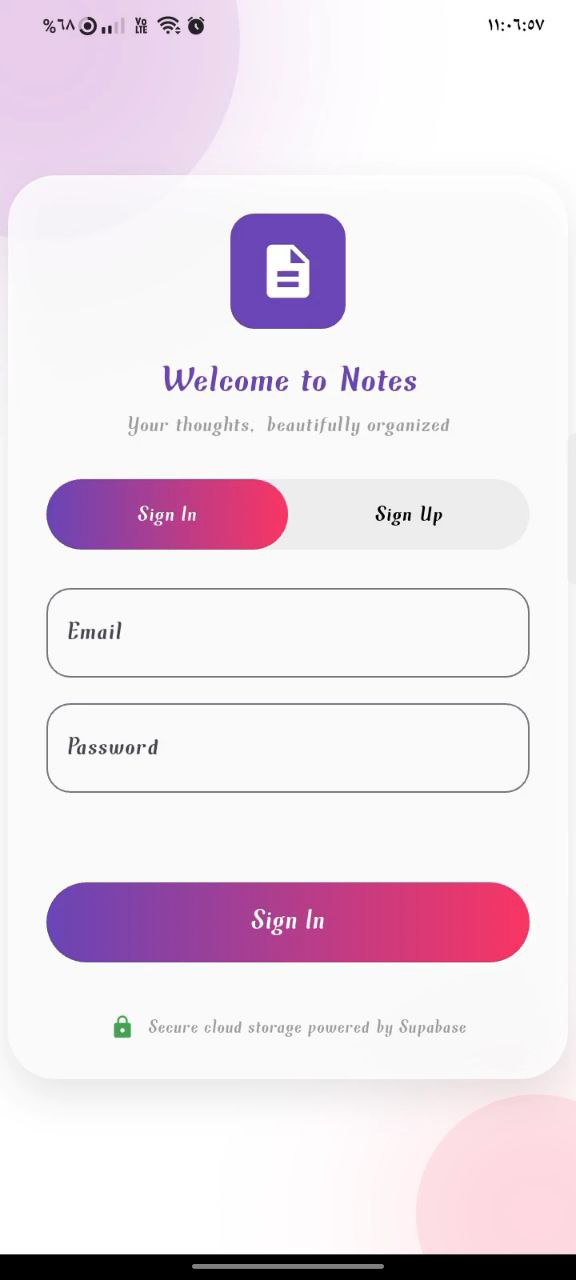 %٦٨ Vo LTE ١١:٠٦:٥٧
Welcome to Notes
Your thoughts, beautifully organized
Sign In Sign Up
Email
Password
Sign In
Secure cloud storage powered by Supabase